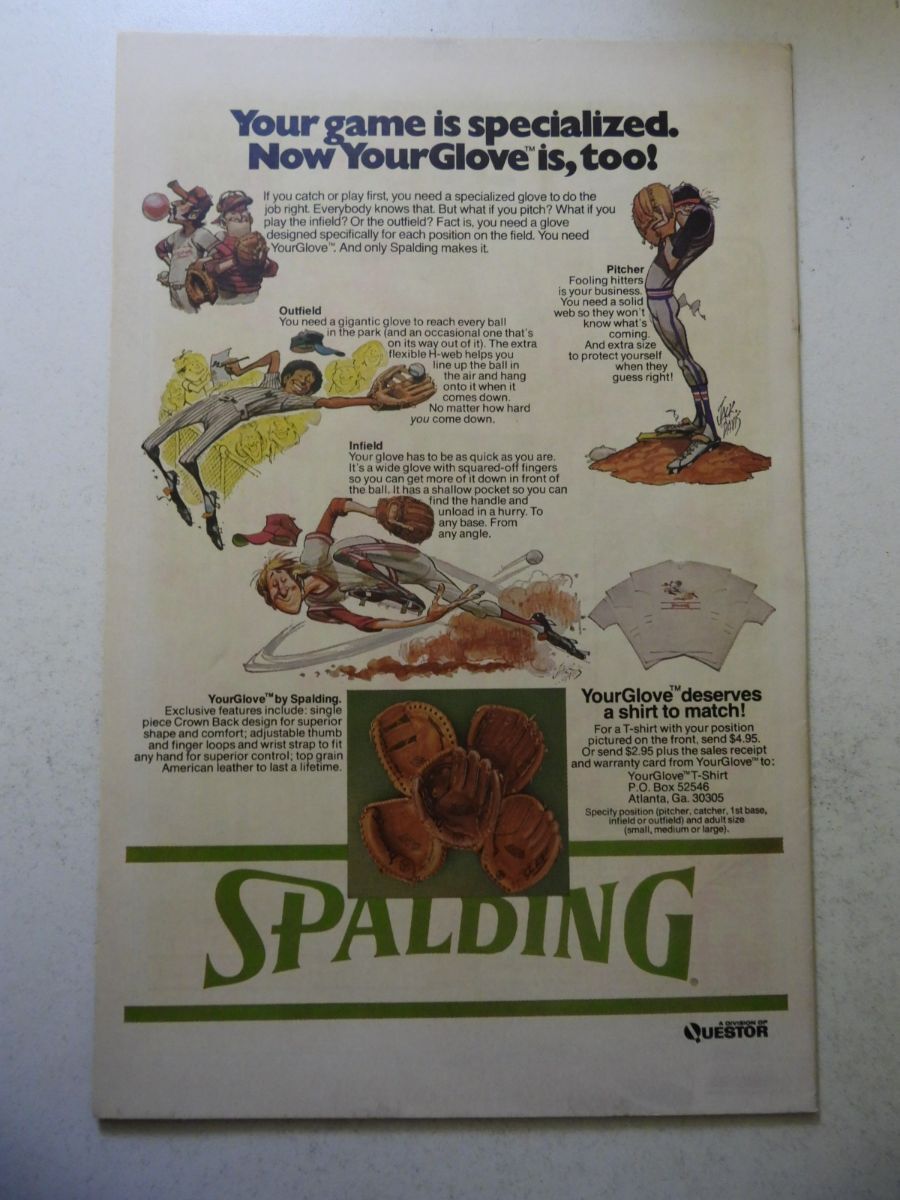 Your game is specialized.
Now YourGlove™ is, too!
If you catch or play first, you need a specialized glove to do the
job right. Everybody knows that. But what if you pitch? What if you
play the infield? Or the outfield? Fact is, you need a glove
designed specifically for each position on the field. You need
YourGlove™. And only Spalding makes it.
Pitcher
Fooling hitters
is your business.
You need a solid
web so they won't
know what's
coming.
And extra size
to protect yourself
when they
guess right!
JACK
DAVIS
Outfield
You need a gigantic glove to reach every ball
in the park (and an occasional one that's
on its way out of it). The extra
flexible H-web helps you
line up the ball in
the air and hang
onto it when it
comes down.
No matter how hard
you come down.
Infield
Your glove has to be as quick as you are.
It's a wide glove with squared-off fingers
so you can get more of it down in front of
the ball. It has a shallow pocket so you can
find the handle and
unload in a hurry. To
any base. From
any angle.
YourGlove™ by Spalding.
Exclusive features include: single
piece Crown Back design for superior
shape and comfort; adjustable thumb
and finger loops and wrist strap to fit
any hand for superior control; top grain
American leather to last a lifetime.
YourGlove™ deserves
a shirt to match!
For a T-shirt with your position
pictured on the front, send $4.95.
Or send $2.95 plus the sales receipt
and warranty card from YourGlove™ to:
YourGlove™ T-Shirt
P.O. Box 52546
Atlanta, Ga. 30305
Specify position (pitcher, catcher, 1st base,
infield or outfield) and adult size
(small, medium or large).
SPALDING®
A DIVISION OF
QUESTOR